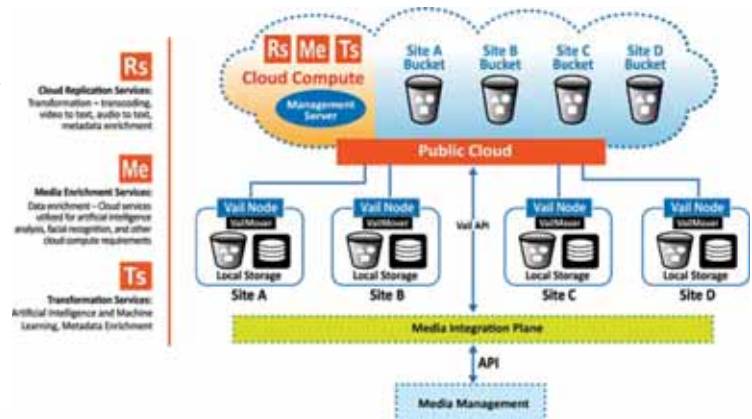 Rs
Cloud Replication Services:
Transformation – transcoding,
video to text, audio to text,
metadata enrichment
Me
Media Enrichment Services:
Data enrichment – Cloud services
utilized for artificial intelligence
analysis, facial recognition, and other
cloud compute requirements
Ts
Transformation Services:
Artificial Intelligence and Machine
Learning, Metadata Enrichment
Rs Me Ts
Cloud Compute
Management
Server
Site A
Bucket
Site B
Bucket
Site C
Bucket
Site D
Bucket
Public Cloud
Vail API
Vail Node
VailMover
Local Storage
Site A
Vail Node
VailMover
Local Storage
Site B
Vail Node
VailMover
Local Storage
Site C
Vail Node
VailMover
Local Storage
Site D
Media Integration Plane
API
Media Management